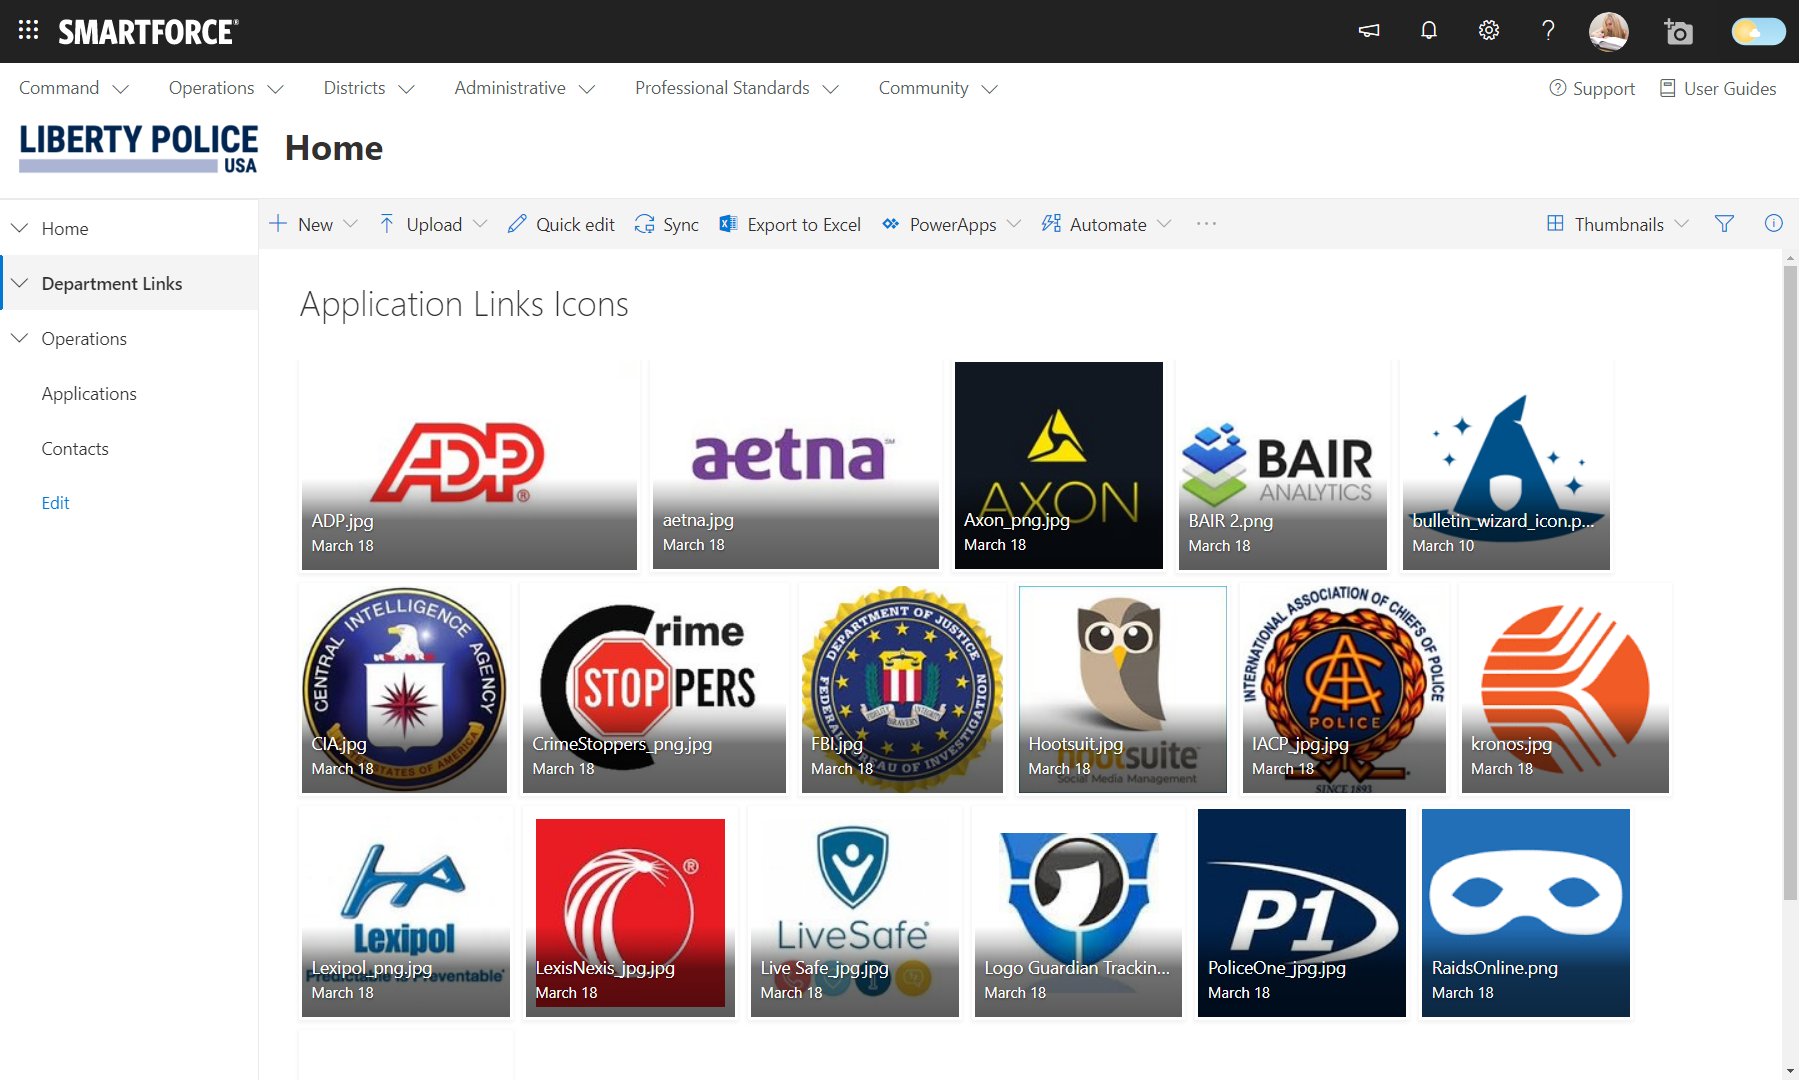 SMARTFORCE®
Command Operations Districts Administrative Professional Standards Community Support User Guides
LIBERTY POLICE
USA
Home
Home
Department Links
Operations
Applications
Contacts
Edit
New Upload Quick edit Sync Export to Excel PowerApps Automate ... Thumbnails
Application Links Icons
ADP®
ADP.jpg
March 18
aetna℠
aetna.jpg
March 18
AXON
Axon_png.jpg
March 18
BAIR
ANALYTICS
BAIR 2.png
March 18
bulletin_wizard_icon.p...
March 10
CENTRAL INTELLIGENCE AGENCY
UNITED STATES OF AMERICA
CIA.jpg
March 18
Crime
STOPPERS
CrimeStoppers_png.jpg
March 18
DEPARTMENT OF JUSTICE
FEDERAL BUREAU OF INVESTIGATION
FIDELITY BRAVERY INTEGRITY
FBI.jpg
March 18
hootsuite™
Social Media Management
Hootsuit.jpg
March 18
INTERNATIONAL ASSOCIATION OF CHIEFS OF POLICE
POLICE
SINCE 1893
IACP_jpg.jpg
March 18
kronos.jpg
March 18
Lexipol
Predictable is Preventable™
Lexipol_png.jpg
March 18
®
LexisNexis_jpg.jpg
March 18
LiveSafe®
Live Safe_jpg.jpg
March 18
Logo Guardian Trackin...
March 18
P1
PoliceOne_jpg.jpg
March 18
RaidsOnline.png
March 18